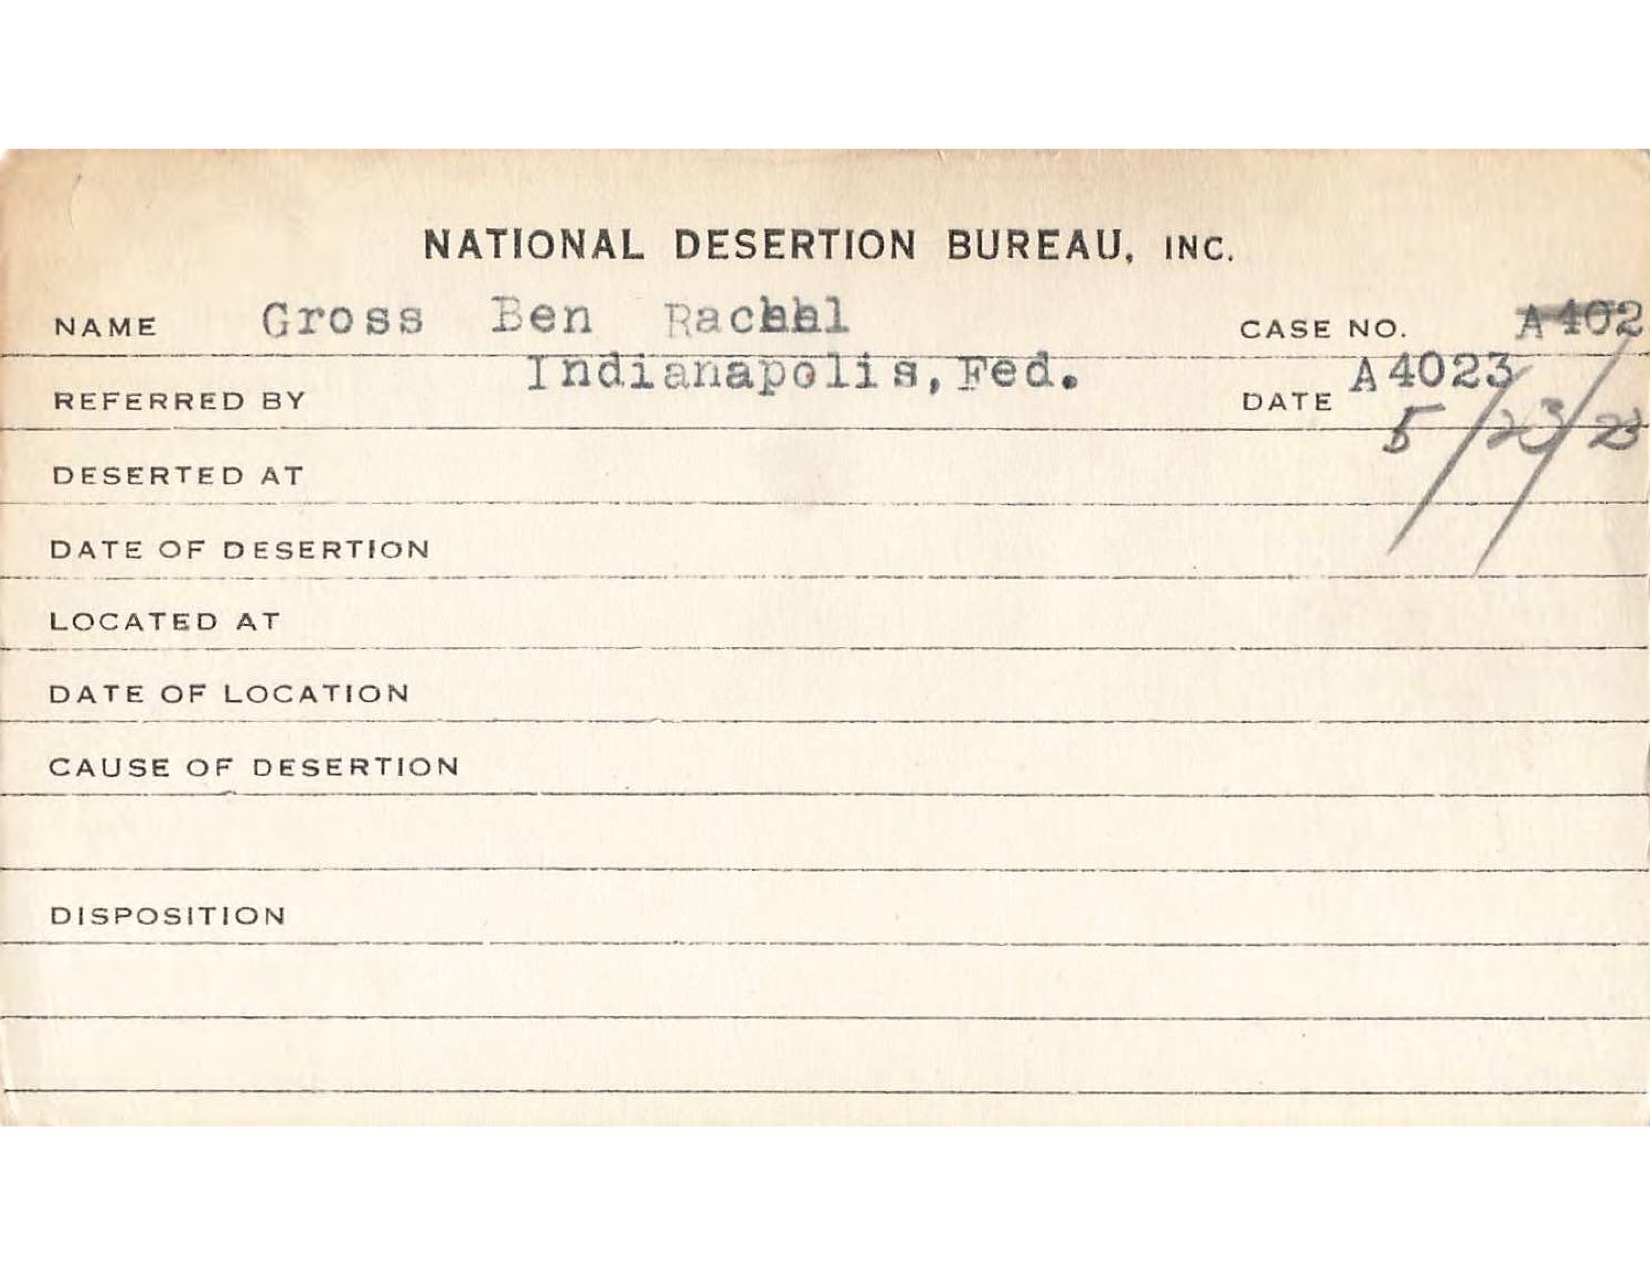 NATIONAL DESERTION BUREAU, INC.
NAME Gross Ben Rachel CASE NO. A402
REFERRED BY Indianapolis, Fed. DATE A4023
5/23/23
DESERTED AT
DATE OF DESERTION
LOCATED AT
DATE OF LOCATION
CAUSE OF DESERTION
DISPOSITION